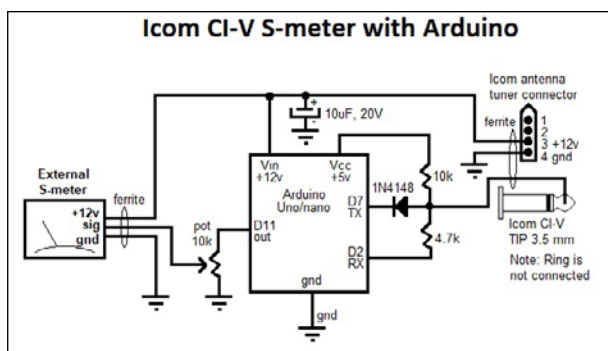 Icom CI-V S-meter with Arduino
Icom antenna
tuner connector
ferrite
1
2
3 +12v
4 gnd
+
-
10uF, 20V
Vin
+12v
Vcc
+5v
Arduino
Uno/nano
1N4148
10k
D7
TX
4.7k
D2
RX
gnd
gnd
External
S-meter
ferrite
+12v
sig
gnd
pot
10k
D11
out
Icom CI-V
TIP 3.5 mm
Note: Ring is
not connected